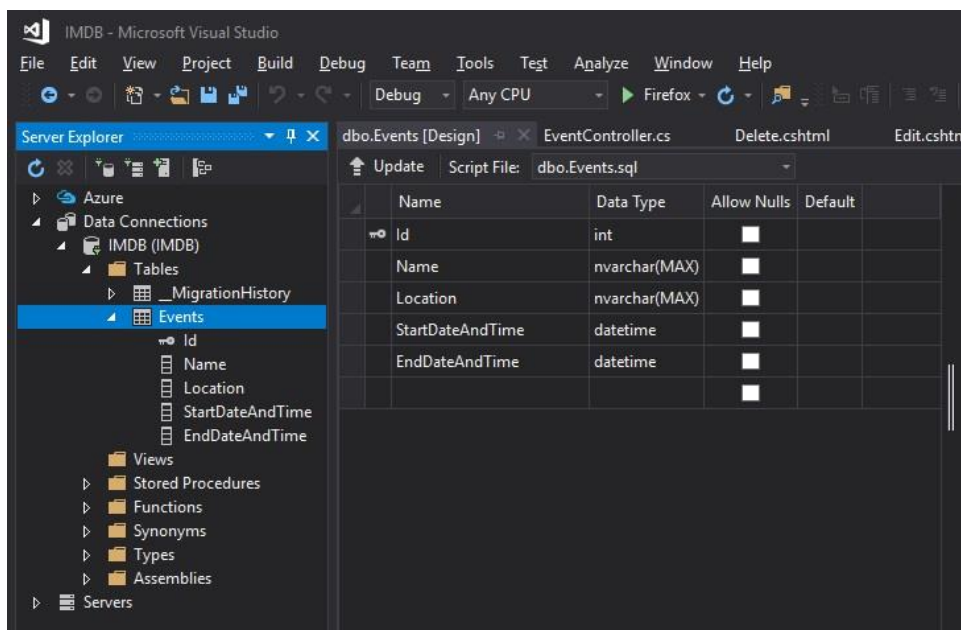 IMDB - Microsoft Visual Studio
File Edit View Project Build Debug Team Tools Test Analyze Window Help
Debug Any CPU Firefox
Server Explorer
Azure
Data Connections
IMDB (IMDB)
Tables
__MigrationHistory
Events
Id
Name
Location
StartDateAndTime
EndDateAndTime
Views
Stored Procedures
Functions
Synonyms
Types
Assemblies
Servers
dbo.Events [Design] EventController.cs Delete.cshtml Edit.cshtm
Update Script File: dbo.Events.sql
Name Data Type Allow Nulls Default
Id int
Name nvarchar(MAX)
Location nvarchar(MAX)
StartDateAndTime datetime
EndDateAndTime datetime